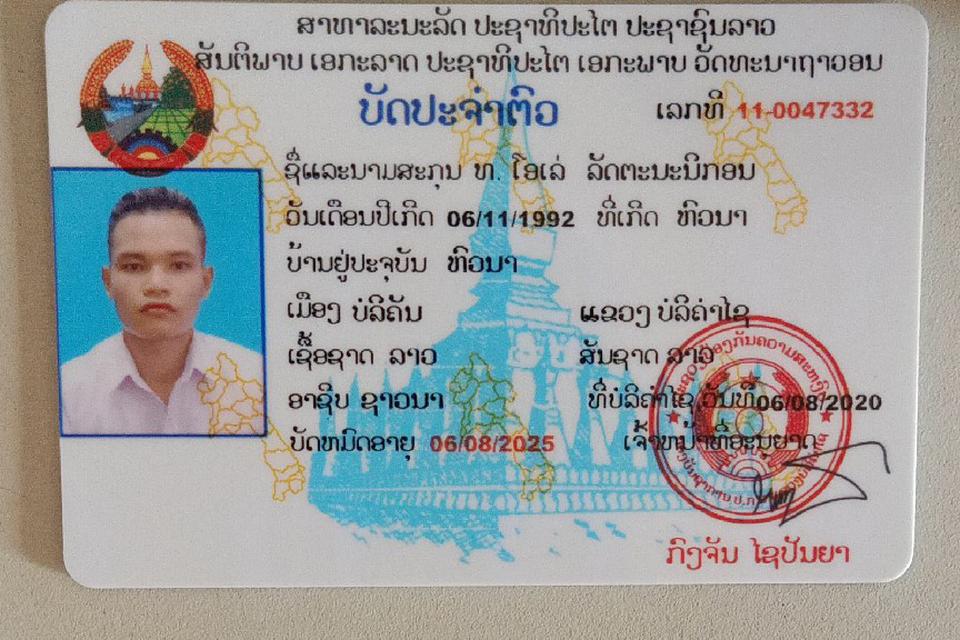 ສາທາລະນະລັດ ປະຊາທິປະໄຕ ປະຊາຊົນລາວ
ສັນຕິພາບ ເອກະລາດ ປະຊາທິປະໄຕ ເອກະພາບ ວັດທະນາຖາວອນ
ບັດປະຈຳຕົວ ເລກທີ 11-0047332
ຊື່ແລະນາມສະກຸນ ທ. ໂອເລ່ ລັດຕະນະນິກອນ
ວັນເດືອນປີເກີດ 06/11/1992 ທີ່ເກີດ ທົວນາ
ບ້ານຢູ່ປະຈຸບັນ ທົວນາ
ເມືອງ ບໍລິຄັນ ແຂວງ ບໍລິຄຳໄຊ
ເຊື້ອຊາດ ລາວ ສັນຊາດ ລາວ
ອາຊີບ ຊາວນາ ທີ່ບໍລິຄຳໄຊ ວັນທີ 06/08/2020
ບັດຫມົດອາຍຸ 06/08/2025 ເຈົ້າຫນ້າທີ່ອະນຸຍາດ
ກົງຈັນ ໄຊປັນຍາ